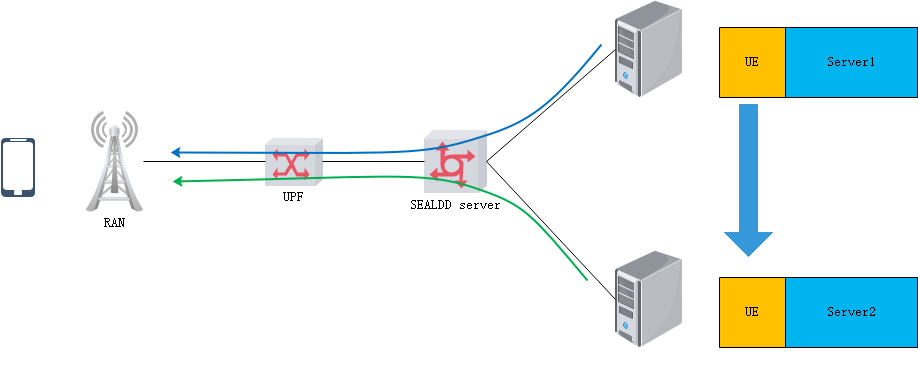 UE
Server1
UPF
SEALDD server
RAN
UE
Server2